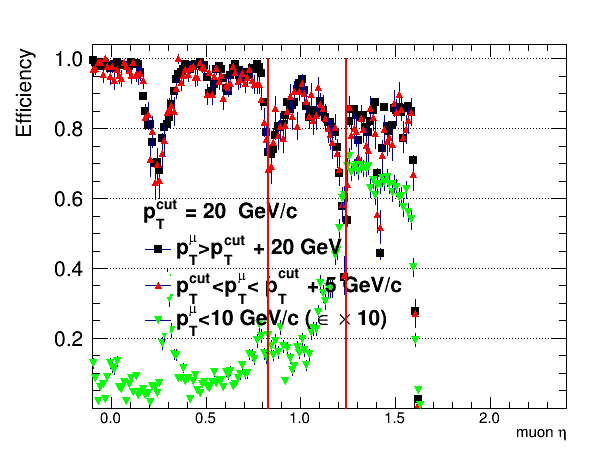 Efficiency
1.0
0.8
0.6
0.4
0.2
p_T^cut = 20 GeV/c
p_T^μ>p_T^cut + 20 GeV
p_T^cut<p_T^μ< p_T^cut + 5 GeV/c
p_T^μ<10 GeV/c ( ∈ × 10)
0.0 0.5 1.0 1.5 2.0
muon η